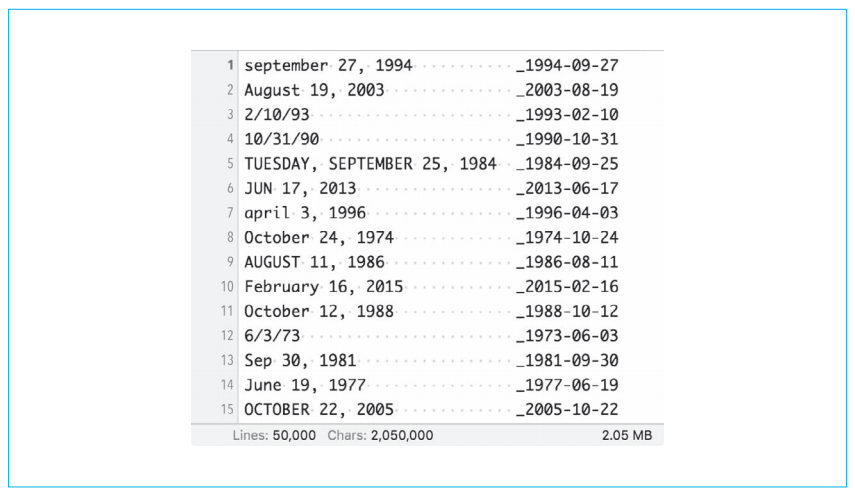 1 september 27, 1994 _1994-09-27
2 August 19, 2003 _2003-08-19
3 2/10/93 _1993-02-10
4 10/31/90 _1990-10-31
5 TUESDAY, SEPTEMBER 25, 1984 _1984-09-25
6 JUN 17, 2013 _2013-06-17
7 april 3, 1996 _1996-04-03
8 October 24, 1974 _1974-10-24
9 AUGUST 11, 1986 _1986-08-11
10 February 16, 2015 _2015-02-16
11 October 12, 1988 _1988-10-12
12 6/3/73 _1973-06-03
13 Sep 30, 1981 _1981-09-30
14 June 19, 1977 _1977-06-19
15 OCTOBER 22, 2005 _2005-10-22
Lines: 50,000 Chars: 2,050,000 2.05 MB